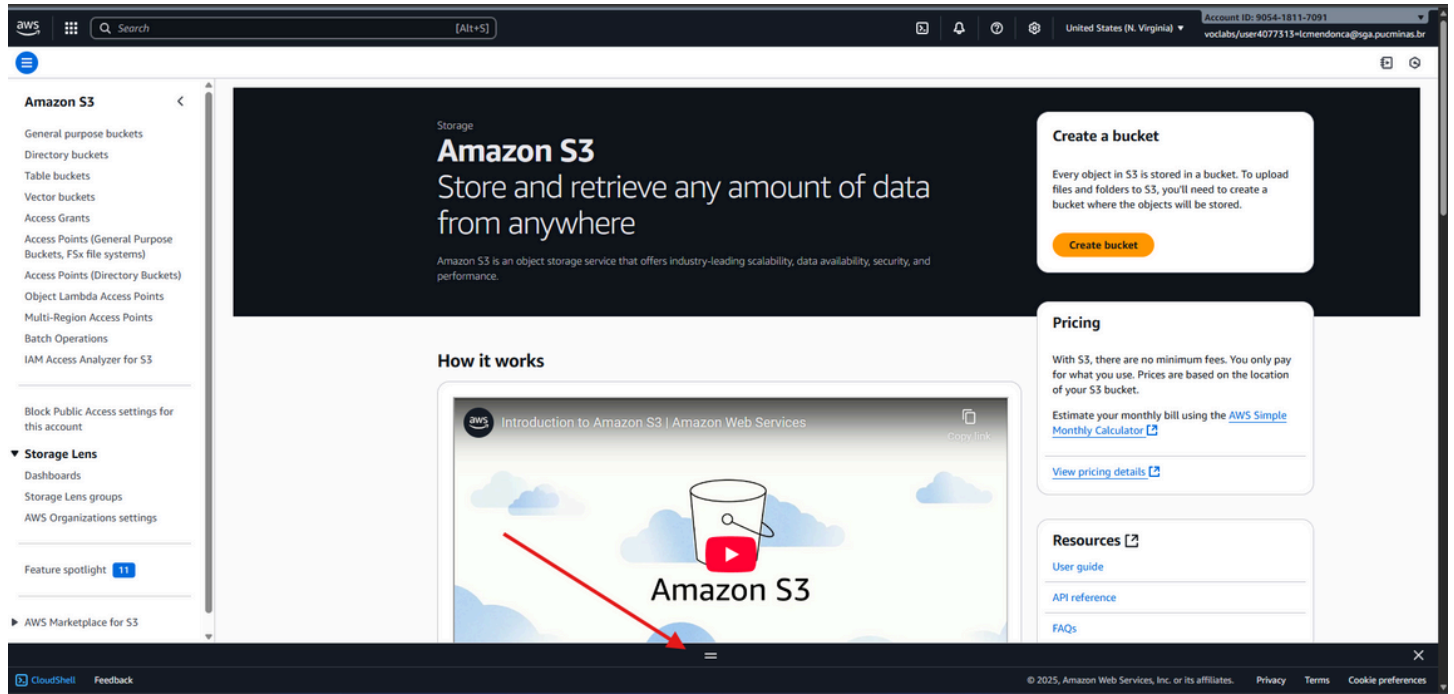 aws
Search
[Alt+S]
United States (N. Virginia)
Account ID: 9054-1811-7091
voclabs/user4077313=lcmendonca@sga.pucminas.br
Amazon S3
General purpose buckets
Directory buckets
Table buckets
Vector buckets
Access Grants
Access Points (General Purpose
Buckets, FSx file systems)
Access Points (Directory Buckets)
Object Lambda Access Points
Multi-Region Access Points
Batch Operations
IAM Access Analyzer for S3
Block Public Access settings for
this account
Storage Lens
Dashboards
Storage Lens groups
AWS Organizations settings
Feature spotlight 11
AWS Marketplace for S3
Storage
Amazon S3
Store and retrieve any amount of data
from anywhere
Amazon S3 is an object storage service that offers industry-leading scalability, data availability, security, and
performance.
How it works
aws
Introduction to Amazon S3 | Amazon Web Services
Copy link
Amazon S3
Create a bucket
Every object in S3 is stored in a bucket. To upload
files and folders to S3, you'll need to create a
bucket where the objects will be stored.
Create bucket
Pricing
With S3, there are no minimum fees. You only pay
for what you use. Prices are based on the location
of your S3 bucket.
Estimate your monthly bill using the AWS Simple
Monthly Calculator
View pricing details
Resources
User guide
API reference
FAQs
CloudShell
Feedback
© 2025, Amazon Web Services, Inc. or its affiliates.
Privacy
Terms
Cookie preferences